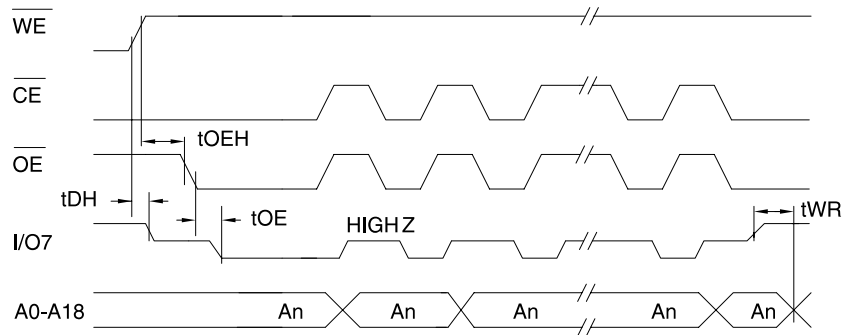 WE
CE
tOEH
OE
tDH
tOE
tWR
I/O7
HIGH Z
A0-A18
An An An An An